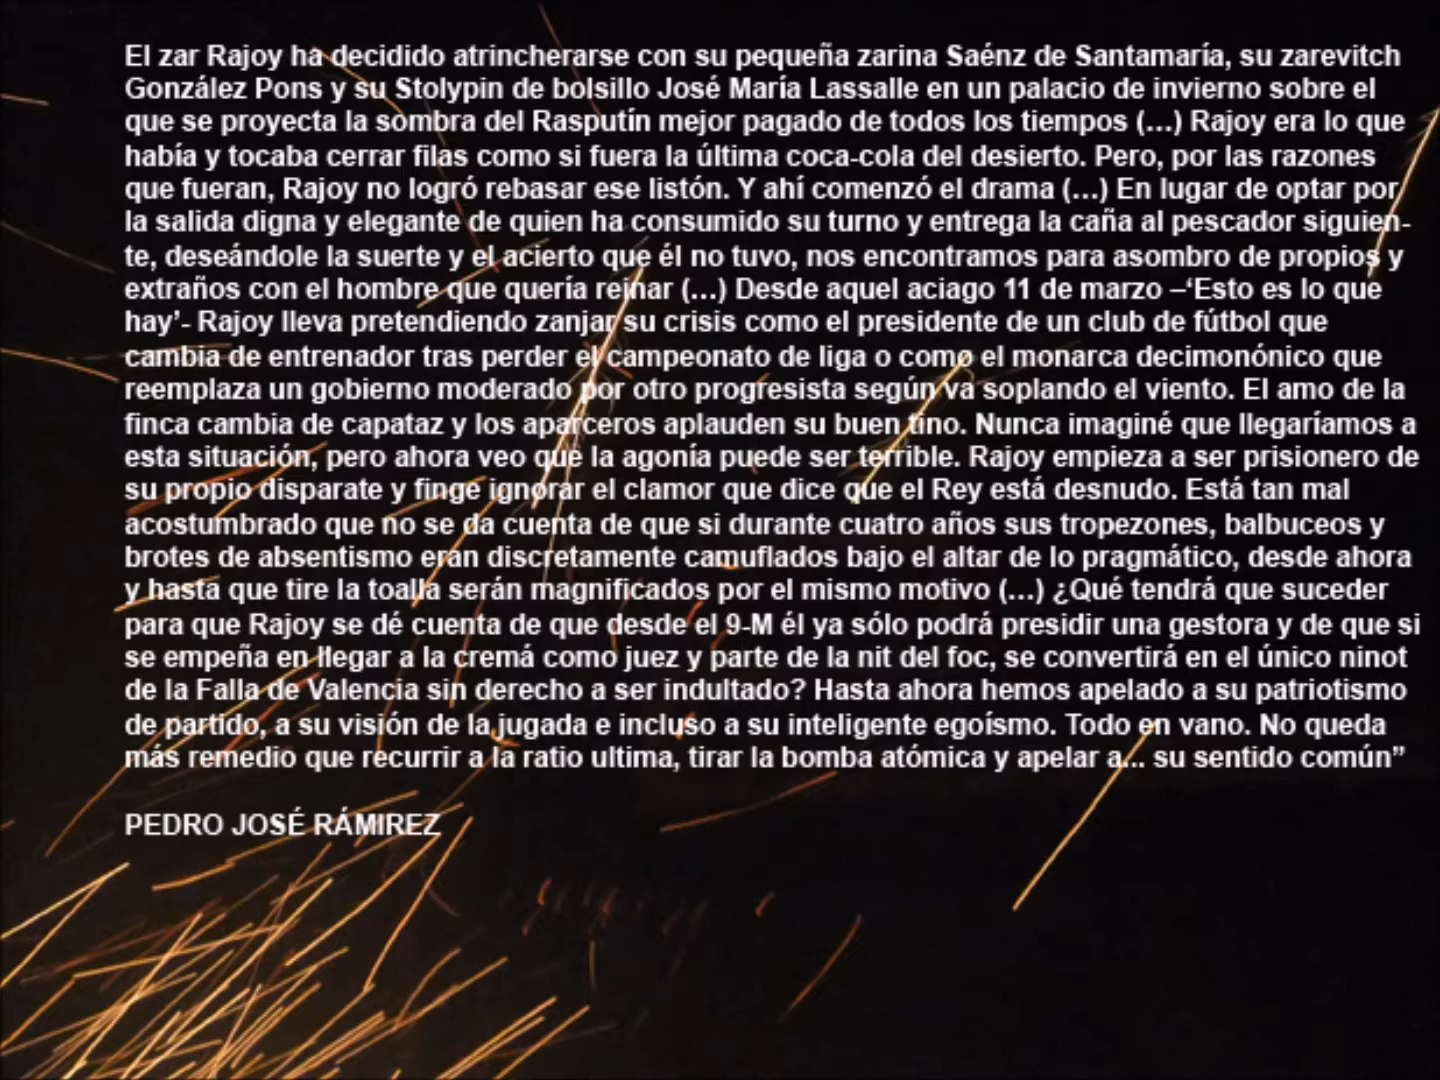 El zar Rajoy ha decidido atrincherarse con su pequeña zarina Saénz de Santamaría, su zarevitch
González Pons y su Stolypin de bolsillo José María Lassalle en un palacio de invierno sobre el
que se proyecta la sombra del Rasputín mejor pagado de todos los tiempos (...) Rajoy era lo que
había y tocaba cerrar filas como si fuera la última coca-cola del desierto. Pero, por las razones
que fueran, Rajoy no logró rebasar ese listón. Y ahí comenzó el drama (...) En lugar de optar por
la salida digna y elegante de quien ha consumido su turno y entrega la caña al pescador siguien-
te, deseándole la suerte y el acierto que él no tuvo, nos encontramos para asombro de propios y
extraños con el hombre que quería reinar (...) Desde aquel aciago 11 de marzo –‘Esto es lo que
hay’- Rajoy lleva pretendiendo zanjar su crisis como el presidente de un club de fútbol que
cambia de entrenador tras perder el campeonato de liga o como el monarca decimonónico que
reemplaza un gobierno moderado por otro progresista según va soplando el viento. El amo de la
finca cambia de capataz y los aparceros aplauden su buen tino. Nunca imaginé que llegaríamos a
esta situación, pero ahora veo que la agonía puede ser terrible. Rajoy empieza a ser prisionero de
su propio disparate y finge ignorar el clamor que dice que el Rey está desnudo. Está tan mal
acostumbrado que no se da cuenta de que si durante cuatro años sus tropezones, balbuceos y
brotes de absentismo eran discretamente camuflados bajo el altar de lo pragmático, desde ahora
y hasta que tire la toalla serán magnificados por el mismo motivo (...) ¿Qué tendrá que suceder
para que Rajoy se dé cuenta de que desde el 9-M él ya sólo podrá presidir una gestora y de que si
se empeña en llegar a la cremá como juez y parte de la nit del foc, se convertirá en el único ninot
de la Falla de Valencia sin derecho a ser indultado? Hasta ahora hemos apelado a su patriotismo
de partido, a su visión de la jugada e incluso a su inteligente egoísmo. Todo en vano. No queda
más remedio que recurrir a la ratio ultima, tirar la bomba atómica y apelar a... su sentido común”
PEDRO JOSÉ RÁMIREZ